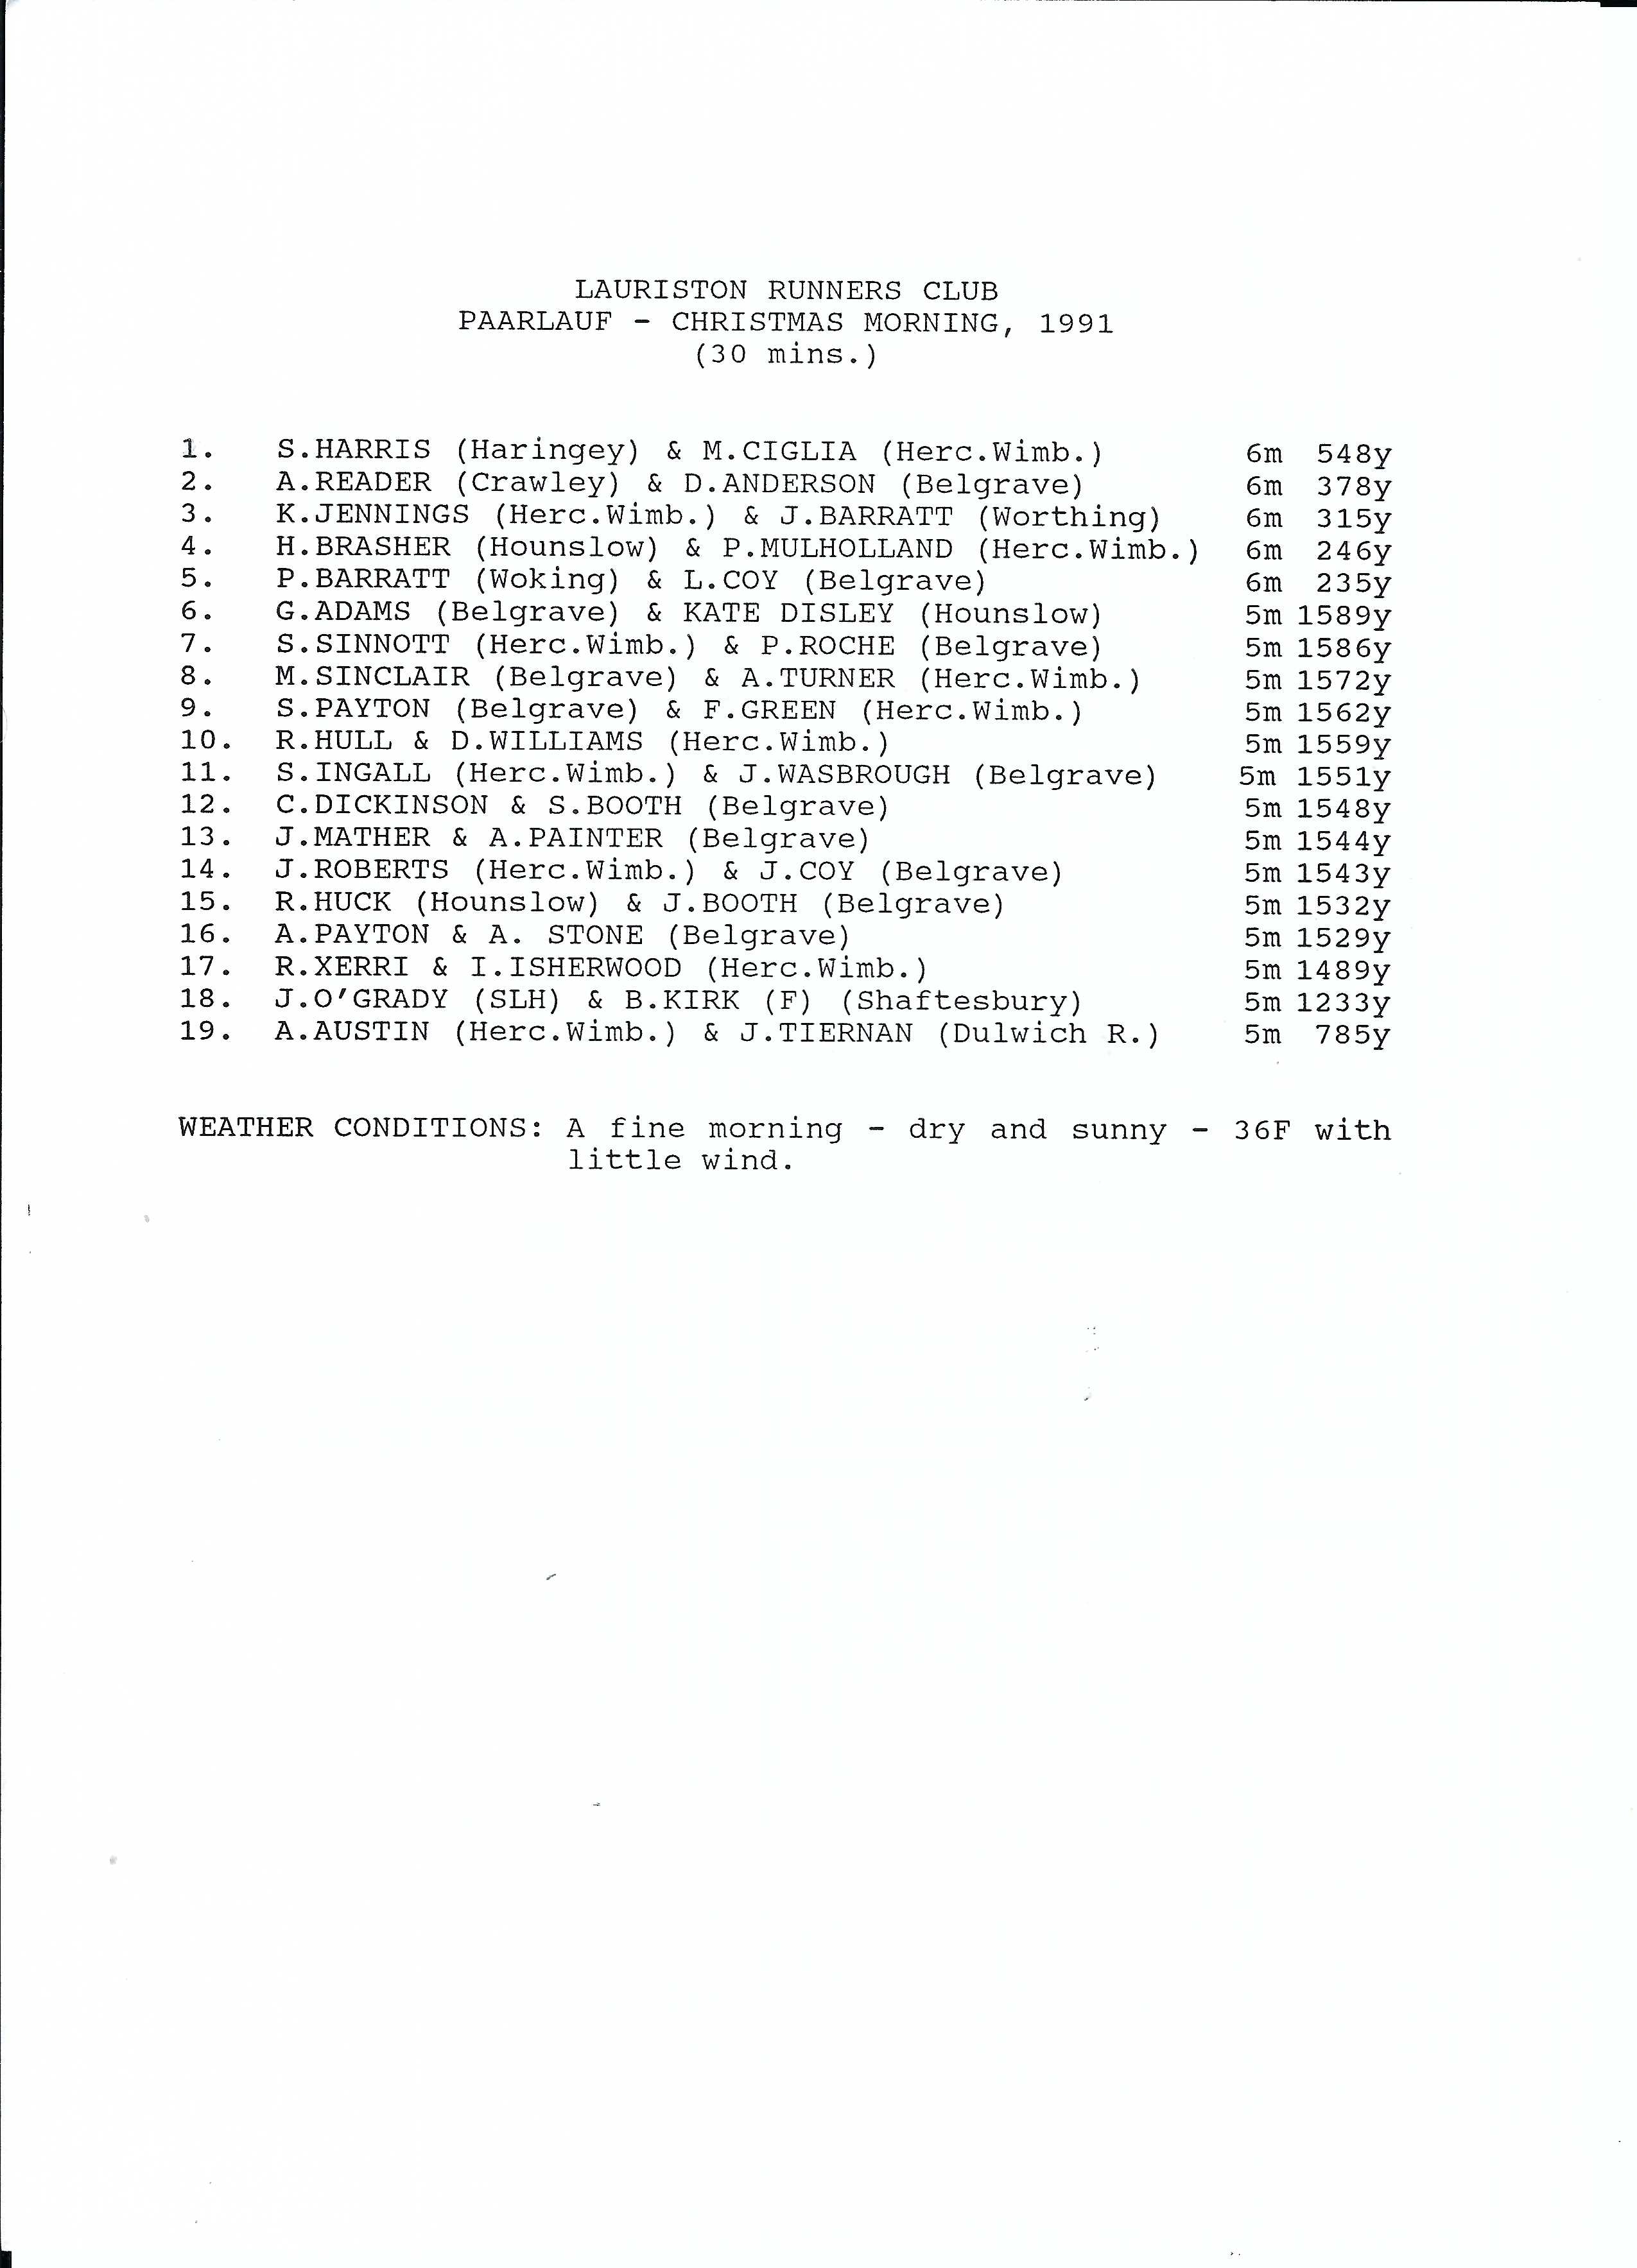 LAURISTON RUNNERS CLUB
PAARLAUF - CHRISTMAS MORNING, 1991
(30 mins.)
1. S.HARRIS (Haringey) & M.CIGLIA (Herc.Wimb.) 6m 548y
2. A.READER (Crawley) & D.ANDERSON (Belgrave) 6m 378y
3. K.JENNINGS (Herc.Wimb.) & J.BARRATT (Worthing) 6m 315y
4. H.BRASHER (Hounslow) & P.MULHOLLAND (Herc.Wimb.) 6m 246y
5. P.BARRATT (Woking) & L.COY (Belgrave) 6m 235y
6. G.ADAMS (Belgrave) & KATE DISLEY (Hounslow) 5m 1589y
7. S.SINNOTT (Herc.Wimb.) & P.ROCHE (Belgrave) 5m 1586y
8. M.SINCLAIR (Belgrave) & A.TURNER (Herc.Wimb.) 5m 1572y
9. S.PAYTON (Belgrave) & F.GREEN (Herc.Wimb.) 5m 1562y
10. R.HULL & D.WILLIAMS (Herc.Wimb.) 5m 1559y
11. S.INGALL (Herc.Wimb.) & J.WASBROUGH (Belgrave) 5m 1551y
12. C.DICKINSON & S.BOOTH (Belgrave) 5m 1548y
13. J.MATHER & A.PAINTER (Belgrave) 5m 1544y
14. J.ROBERTS (Herc.Wimb.) & J.COY (Belgrave) 5m 1543y
15. R.HUCK (Hounslow) & J.BOOTH (Belgrave) 5m 1532y
16. A.PAYTON & A. STONE (Belgrave) 5m 1529y
17. R.XERRI & I.ISHERWOOD (Herc.Wimb.) 5m 1489y
18. J.O'GRADY (SLH) & B.KIRK (F) (Shaftesbury) 5m 1233y
19. A.AUSTIN (Herc.Wimb.) & J.TIERNAN (Dulwich R.) 5m 785y
WEATHER CONDITIONS: A fine morning - dry and sunny - 36F with
little wind.